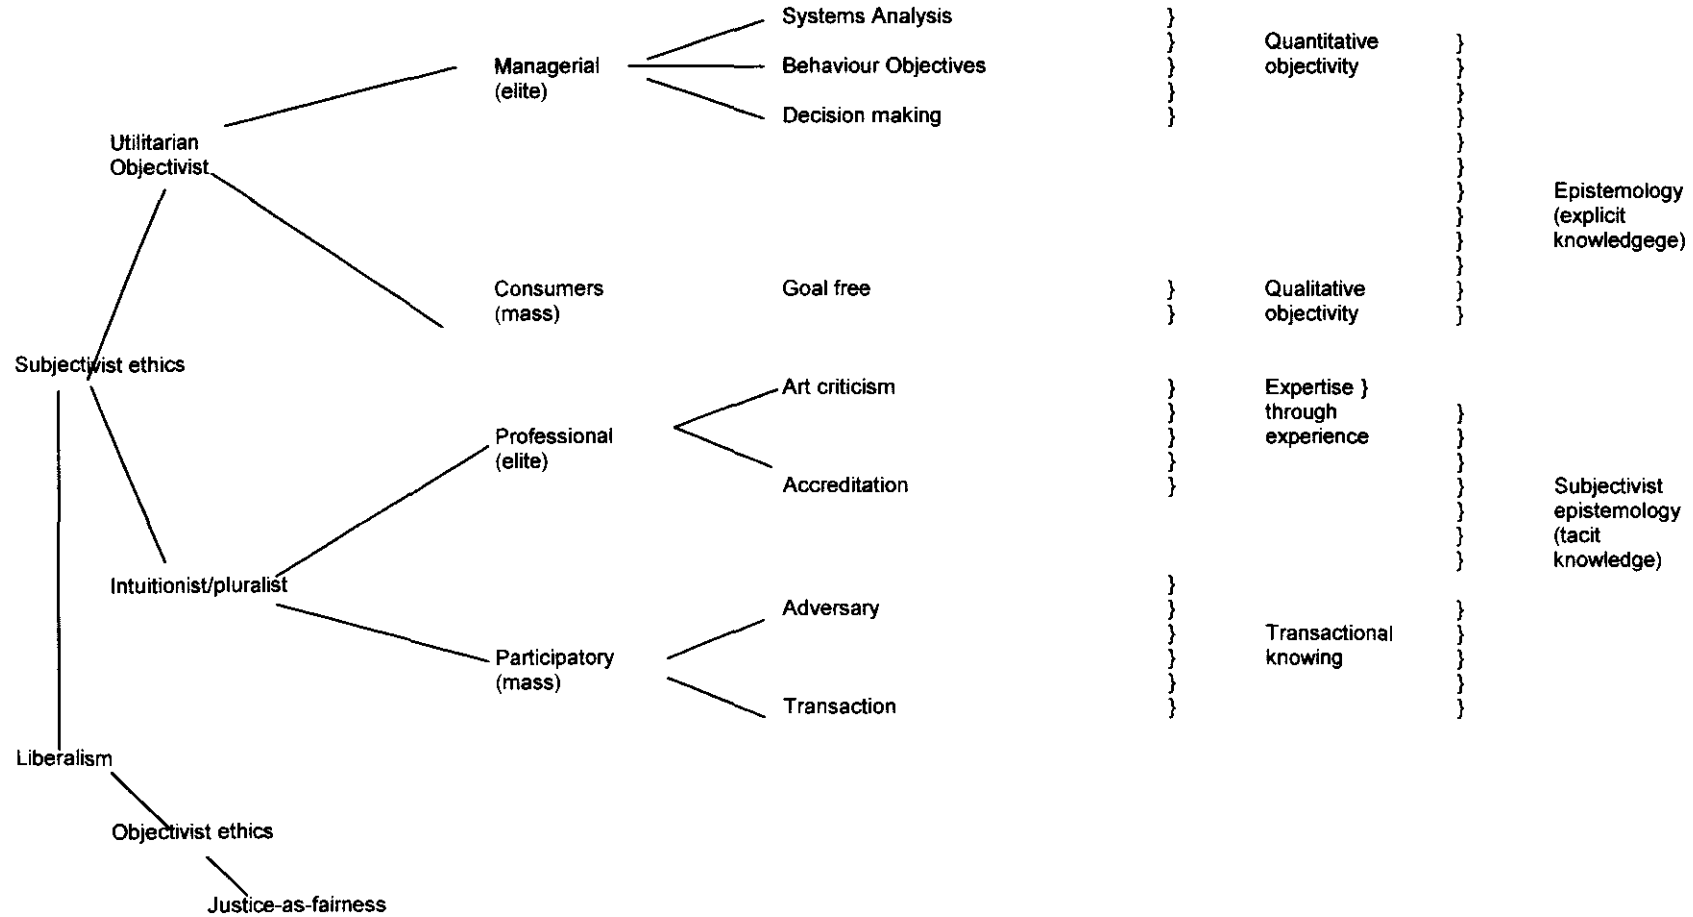 Systems Analysis }
Managerial } Quantitative }
(elite) Behaviour Objectives } objectivity }
} }
Decision making } }
Utilitarian }
Objectivist }
} Epistemology
} (explicit
} knowledgege)
}
Consumers Goal free } Qualitative }
(mass) } objectivity }
Subjectivist ethics
Art criticism } Expertise }
} through }
Professional } experience }
(elite) } }
Accreditation } } Subjectivist
} epistemology
} (tacit
} knowledge)
Intuitionist/pluralist }
Adversary } }
} Transactional }
Participatory } knowing }
(mass) } }
Transaction } }
Liberalism
Objectivist ethics
Justice-as-fairness